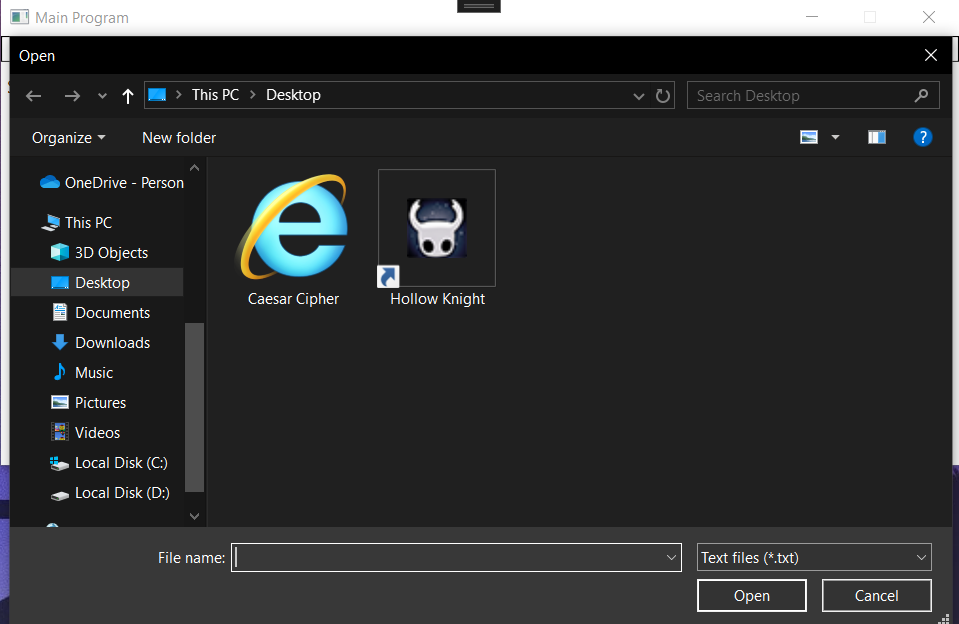 Main Program
Open
This PC > Desktop
Search Desktop
Organize
New folder
?
OneDrive - Person
This PC
3D Objects
Desktop
Documents
Downloads
Music
Pictures
Videos
Local Disk (C:)
Local Disk (D:)
Caesar Cipher
Hollow Knight
File name:
Text files (*.txt)
Open
Cancel